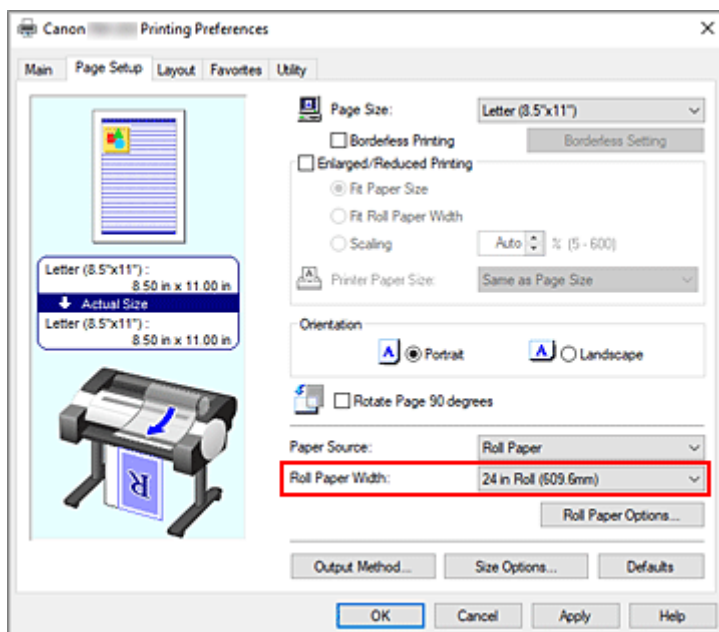 Canon Printing Preferences
Main Page Setup Layout Favorites Utility
Page Size: Letter (8.5"x11")
Borderless Printing Borderless Setting
Enlarged/Reduced Printing
Fit Paper Size
Fit Roll Paper Width
Scaling Auto % (5 - 600)
Printer Paper Size: Same as Page Size
Letter (8.5"x11") :
8.50 in x 11.00 in
Actual Size
Letter (8.5"x11") :
8.50 in x 11.00 in
Orientation
A Portrait A Landscape
Rotate Page 90 degrees
Paper Source: Roll Paper
Roll Paper Width: 24 in Roll (609.6mm)
R
Roll Paper Options...
Output Method... Size Options... Defaults
OK Cancel Apply Help